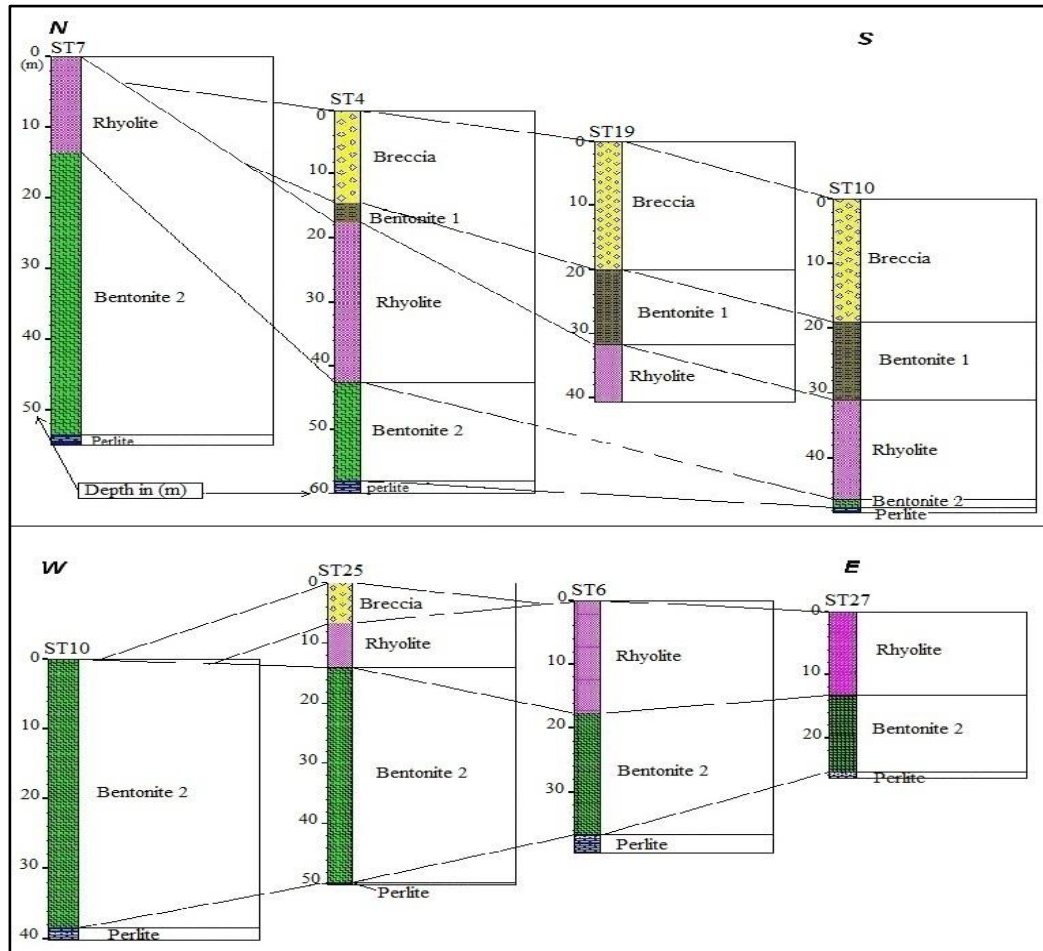 N
S
ST7
0
(m)
10
20
30
40
50
Rhyolite
Bentonite 2
Perlite
Depth in (m)
ST4
0
10
20
30
40
50
60
Breccia
Bentonite 1
Rhyolite
Bentonite 2
perlite
ST19
0
10
20
30
40
Breccia
Bentonite 1
Rhyolite
ST10
0
10
20
30
40
Breccia
Bentonite 1
Rhyolite
Bentonite 2
Perlite
W
E
ST10
0
10
20
30
40
Bentonite 2
Perlite
ST25
0
10
20
30
40
50
Breccia
Rhyolite
Bentonite 2
Perlite
ST6
0
10
20
30
Rhyolite
Bentonite 2
Perlite
ST27
0
10
20
Rhyolite
Bentonite 2
Perlite